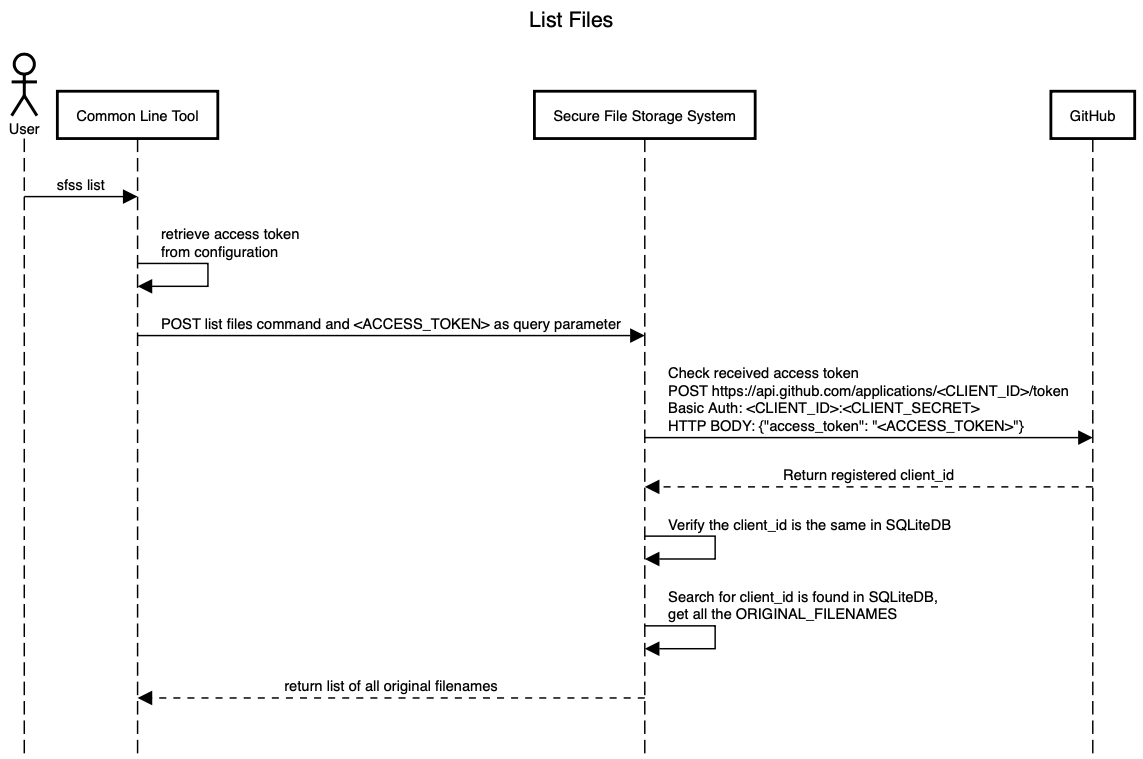 List Files
User
Common Line Tool
Secure File Storage System
GitHub
sfss list
retrieve access token
from configuration
POST list files command and <ACCESS_TOKEN> as query parameter
Check received access token
POST https://api.github.com/applications/<CLIENT_ID>/token
Basic Auth: <CLIENT_ID>:<CLIENT_SECRET>
HTTP BODY: {"access_token": "<ACCESS_TOKEN>"}
Return registered client_id
Verify the client_id is the same in SQLiteDB
Search for client_id is found in SQLiteDB,
get all the ORIGINAL_FILENAMES
return list of all original filenames